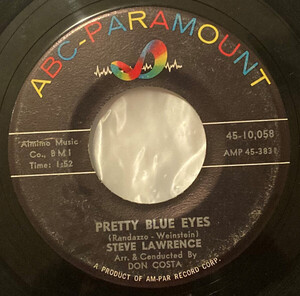 ABC-PARAMOUNT
45-10,058
Almimo Music
Co., BMI
AMP 45-3831
Time: 1:52
PRETTY BLUE EYES
(Randazzo - Weinstein)
STEVE LAWRENCE
Arr. & Conducted By
DON COSTA
A PRODUCT OF AM-PAR RECORD CORP.